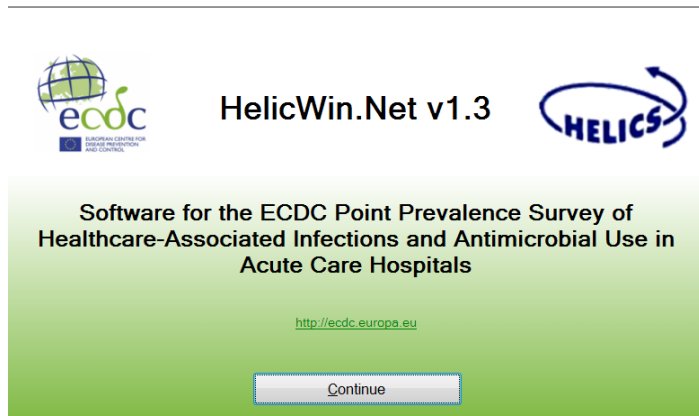 ecdc
EUROPEAN CENTRE FOR
DISEASE PREVENTION
AND CONTROL
HelicWin.Net v1.3
HELICS
Software for the ECDC Point Prevalence Survey of
Healthcare-Associated Infections and Antimicrobial Use in
Acute Care Hospitals
http://ecdc.europa.eu
Continue